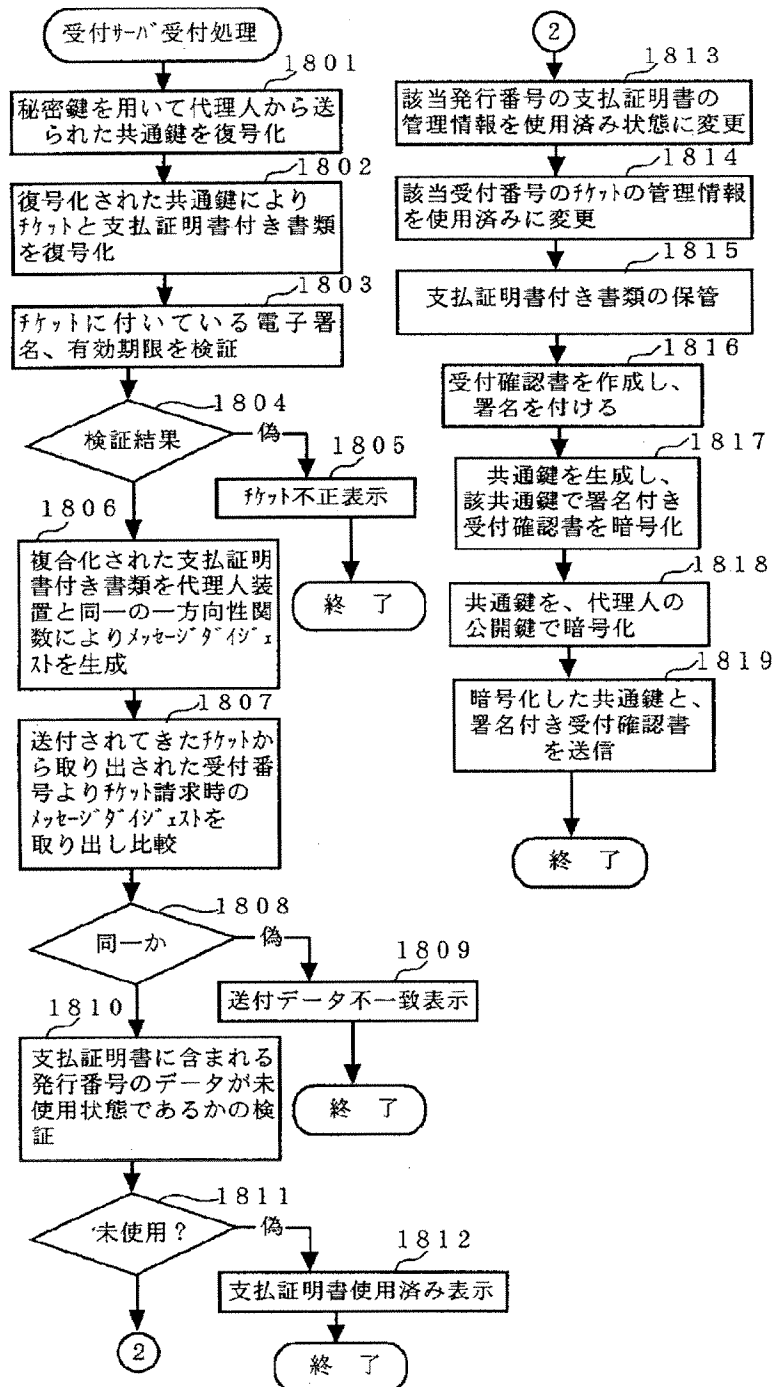 受付ｻｰﾊﾞ受付処理
1801
秘密鍵を用いて代理人から送
られた共通鍵を復号化
1802
復号化された共通鍵により
ﾁｹｯﾄと支払証明書付き書類
を復号化
1803
ﾁｹｯﾄに付いている電子署
名、有効期限を検証
1804
検証結果
偽
1805
ﾁｹｯﾄ不正表示
終 了
1806
複合化された支払証明
書付き書類を代理人装
置と同一の一方向性関
数によりﾒｯｾｰｼﾞﾀﾞｲｼﾞｪ
ｽﾄを生成
1807
送付されてきたﾁｹｯﾄか
ら取り出された受付番
号よりﾁｹｯﾄ請求時の
ﾒｯｾｰｼﾞﾀﾞｲｼﾞｪｽﾄを
取り出し比較
1808
同一か
偽
1809
送付データ不一致表示
終 了
1810
支払証明書に含まれる
発行番号のデータが未
使用状態であるかの検
証
1811
未使用？
偽
1812
支払証明書使用済み表示
終 了
2
2
1813
該当発行番号の支払証明書の
管理情報を使用済み状態に変更
1814
該当受付番号のﾁｹｯﾄの管理情報
を使用済みに変更
1815
支払証明書付き書類の保管
1816
受付確認書を作成し、
署名を付ける
1817
共通鍵を生成し、
該共通鍵で署名付き
受付確認書を暗号化
1818
共通鍵を、代理人の
公開鍵で暗号化
1819
暗号化した共通鍵と、
署名付き受付確認書
を送信
終 了